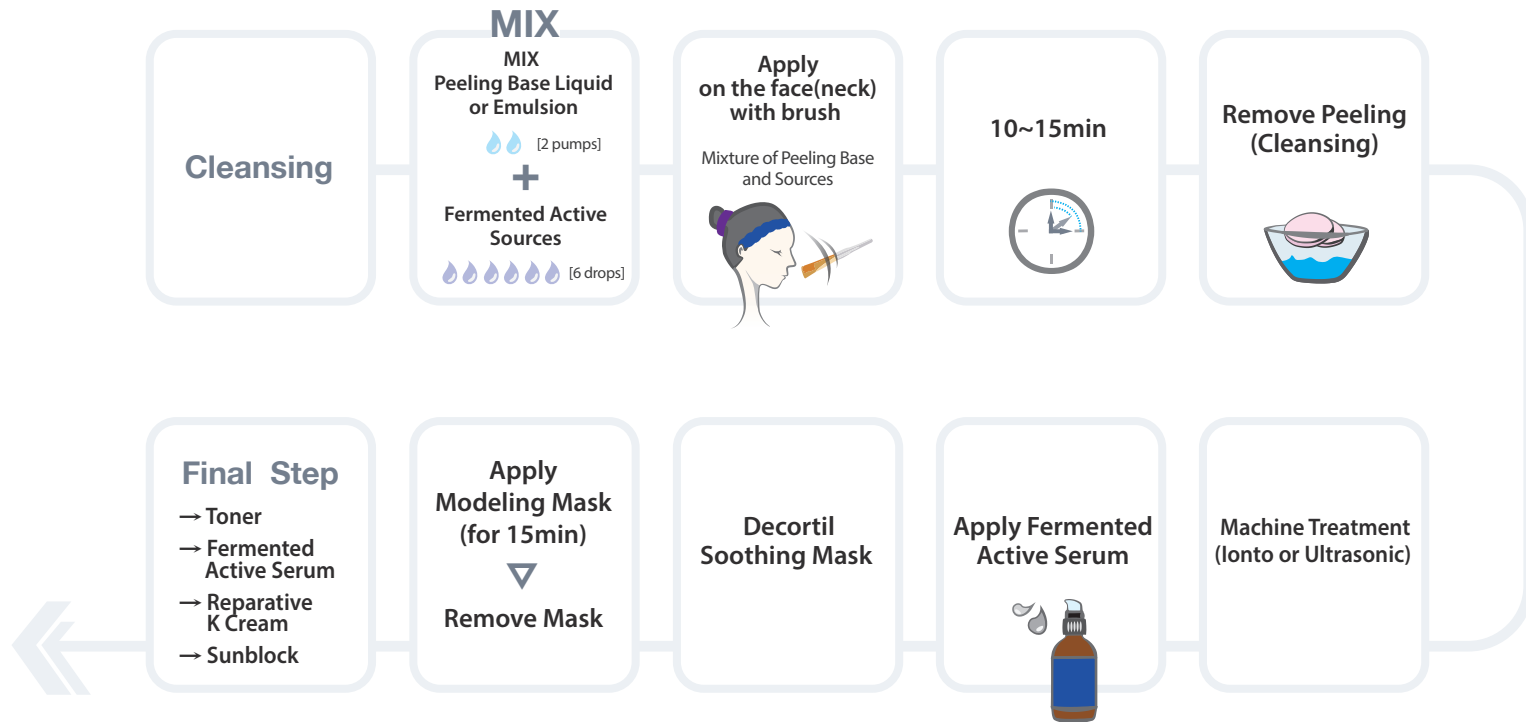 Cleansing
MIX
MIX
Peeling Base Liquid
or Emulsion
[2 pumps]
+
Fermented Active
Sources
[6 drops]
Apply
on the face(neck)
with brush
Mixture of Peeling Base
and Sources
10~15min
Remove Peeling
(Cleansing)
Machine Treatment
(Ionto or Ultrasonic)
Apply Fermented
Active Serum
Decortil
Soothing Mask
Apply
Modeling Mask
(for 15min)
Remove Mask
Final Step
→ Toner
→ Fermented
Active Serum
→ Reparative
K Cream
→ Sunblock